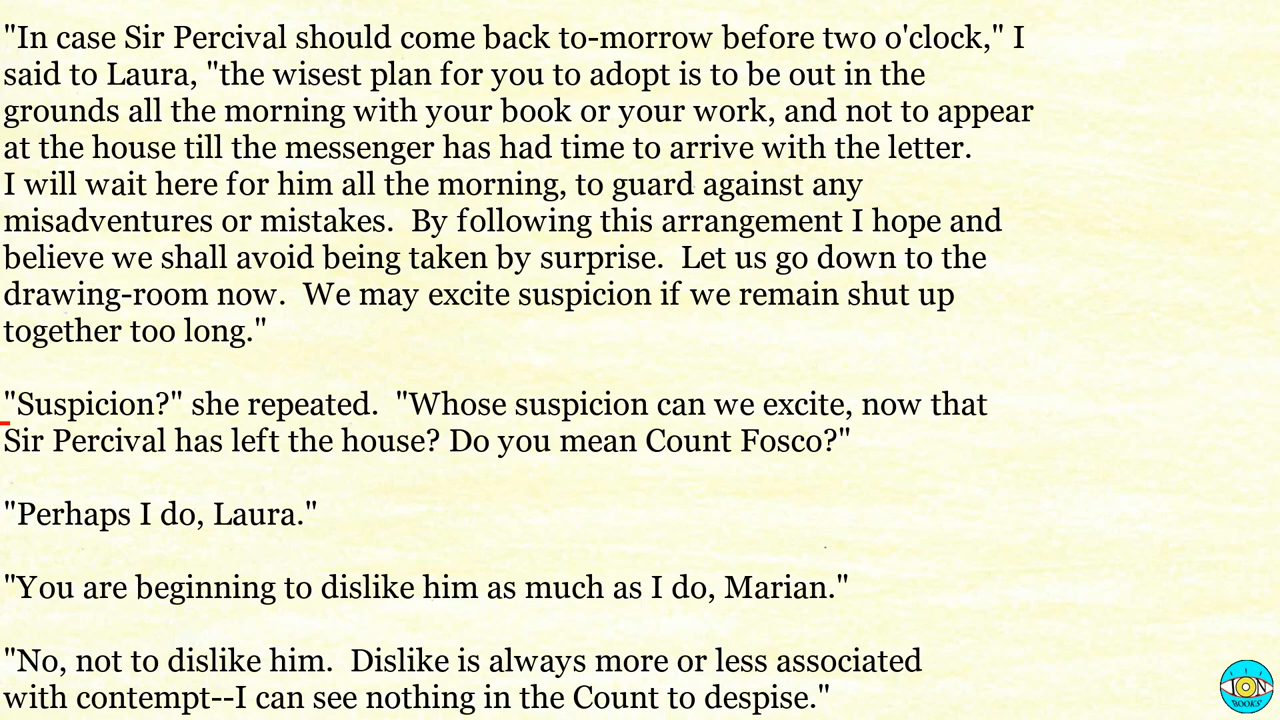 "In case Sir Percival should come back to-morrow before two o'clock," I
said to Laura, "the wisest plan for you to adopt is to be out in the
grounds all the morning with your book or your work, and not to appear
at the house till the messenger has had time to arrive with the letter.
I will wait here for him all the morning, to guard against any
misadventures or mistakes.  By following this arrangement I hope and
believe we shall avoid being taken by surprise.  Let us go down to the
drawing-room now.  We may excite suspicion if we remain shut up
together too long."

"Suspicion?" she repeated.  "Whose suspicion can we excite, now that
Sir Percival has left the house? Do you mean Count Fosco?"

"Perhaps I do, Laura."

"You are beginning to dislike him as much as I do, Marian."

"No, not to dislike him.  Dislike is always more or less associated
with contempt--I can see nothing in the Count to despise."
ION
BOOKS